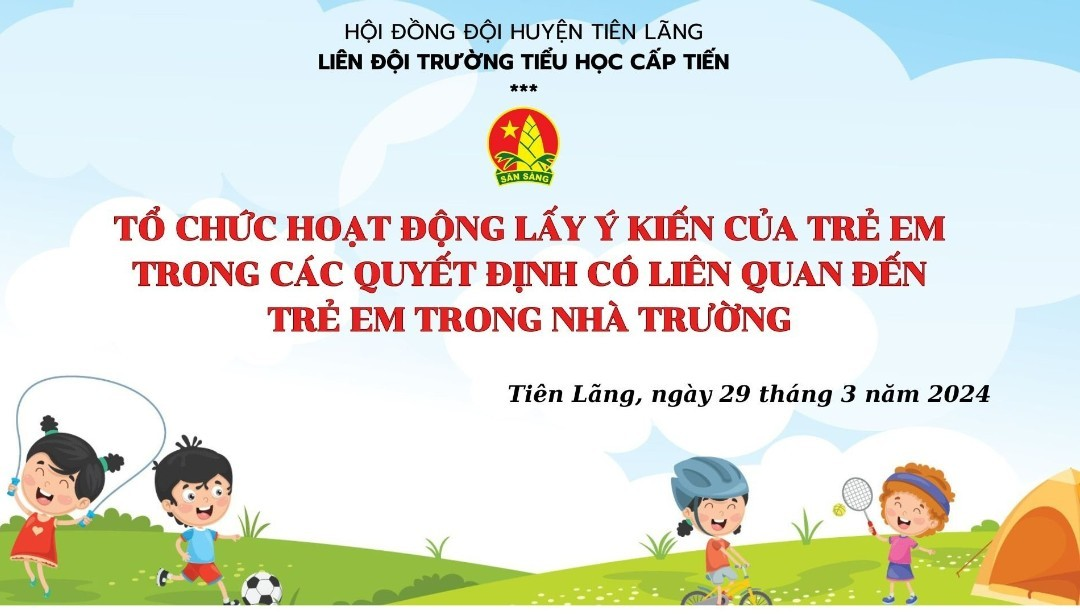 HỘI ĐỒNG ĐỘI HUYỆN TIÊN LÃNG
LIÊN ĐỘI TRƯỜNG TIỂU HỌC CẤP TIẾN
***
SẴN SÀNG
TỔ CHỨC HOẠT ĐỘNG LẤY Ý KIẾN CỦA TRẺ EM
TRONG CÁC QUYẾT ĐỊNH CÓ LIÊN QUAN ĐẾN
TRẺ EM TRONG NHÀ TRƯỜNG
Tiên Lãng, ngày 29 tháng 3 năm 2024